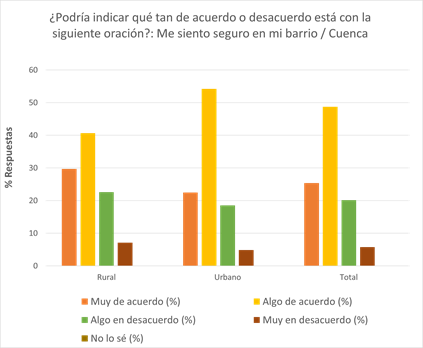 ¿Podría indicar qué tan de acuerdo o desacuerdo está con la
siguiente oración?: Me siento seguro en mi barrio / Cuenca
60
50
40
30
20
10
0
% Respuestas
Rural Urbano Total
Muy de acuerdo (%) Algo de acuerdo (%)
Algo en desacuerdo (%) Muy en desacuerdo (%)
No lo sé (%)